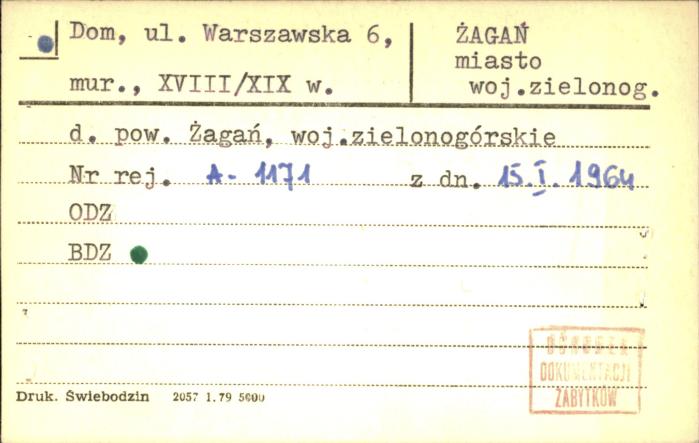 Dom, ul. Warszawska 6,
mur., XVIII/XIX w.
ŻAGAŃ
miasto
woj.zielonog.
d. pow. Żagań, woj.zielonogórskie
Nr rej. A-1171 z dn. 15.I.1964
ODZ
BDZ
OŚRODEK
DOKUMENTACJI
ZABYTKÓW
Druk. Świebodzin 2057 1.79 5000